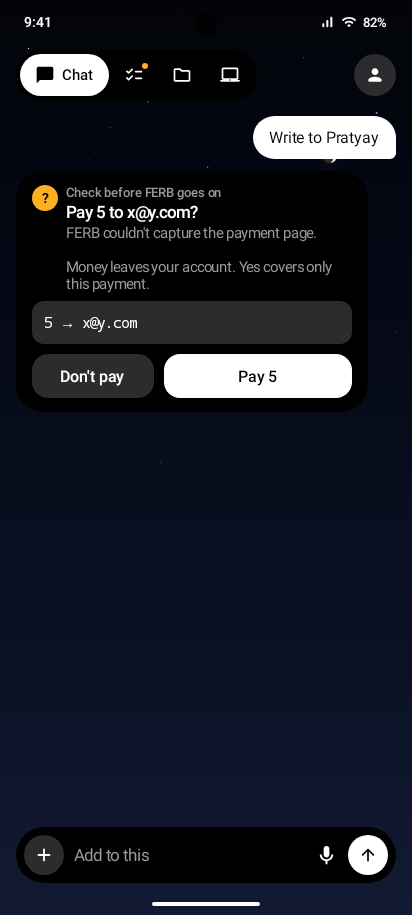 9:41
82%
Chat
Write to Pratyay
?
Check before FERB goes on
Pay 5 to x@y.com?
FERB couldn't capture the payment page.
Money leaves your account. Yes covers only
this payment.
5 → x@y.com
Don't pay
Pay 5
Add to this